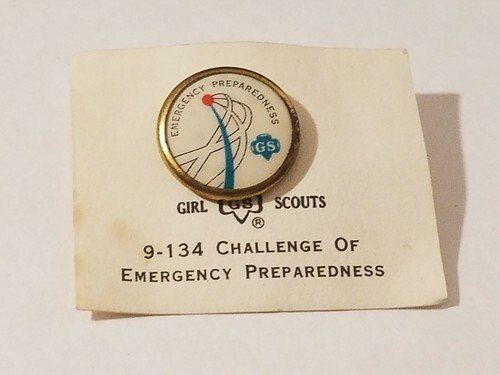 EMERGENCY PREPAREDNESS
GS
GIRL GS SCOUTS
®
9-134 CHALLENGE OF
EMERGENCY PREPAREDNESS